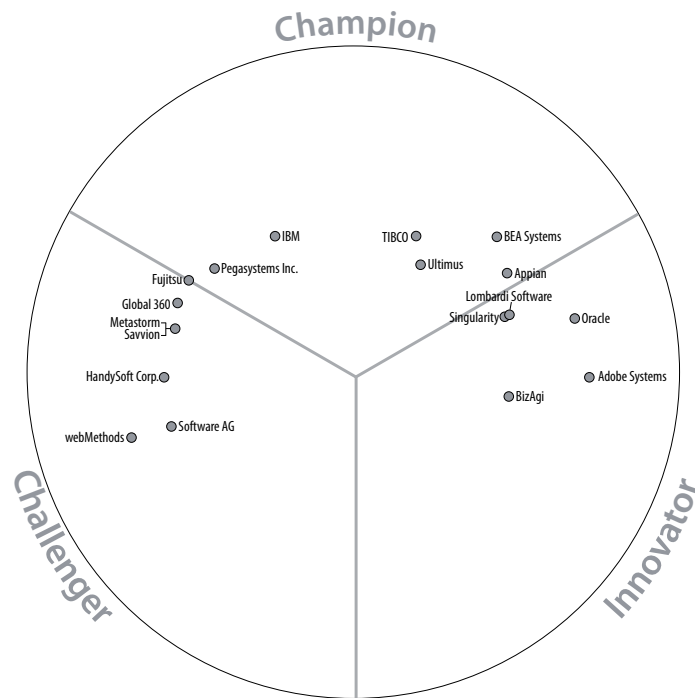 Champion
IBM
TIBCO
BEA Systems
Pegasystems Inc.
Ultimus
Fujitsu
Appian
Global 360
Lombardi Software
Metastorm
Savvion
Singularity
Oracle
HandySoft Corp.
Adobe Systems
BizAgi
Software AG
webMethods
Challenger
Innovator